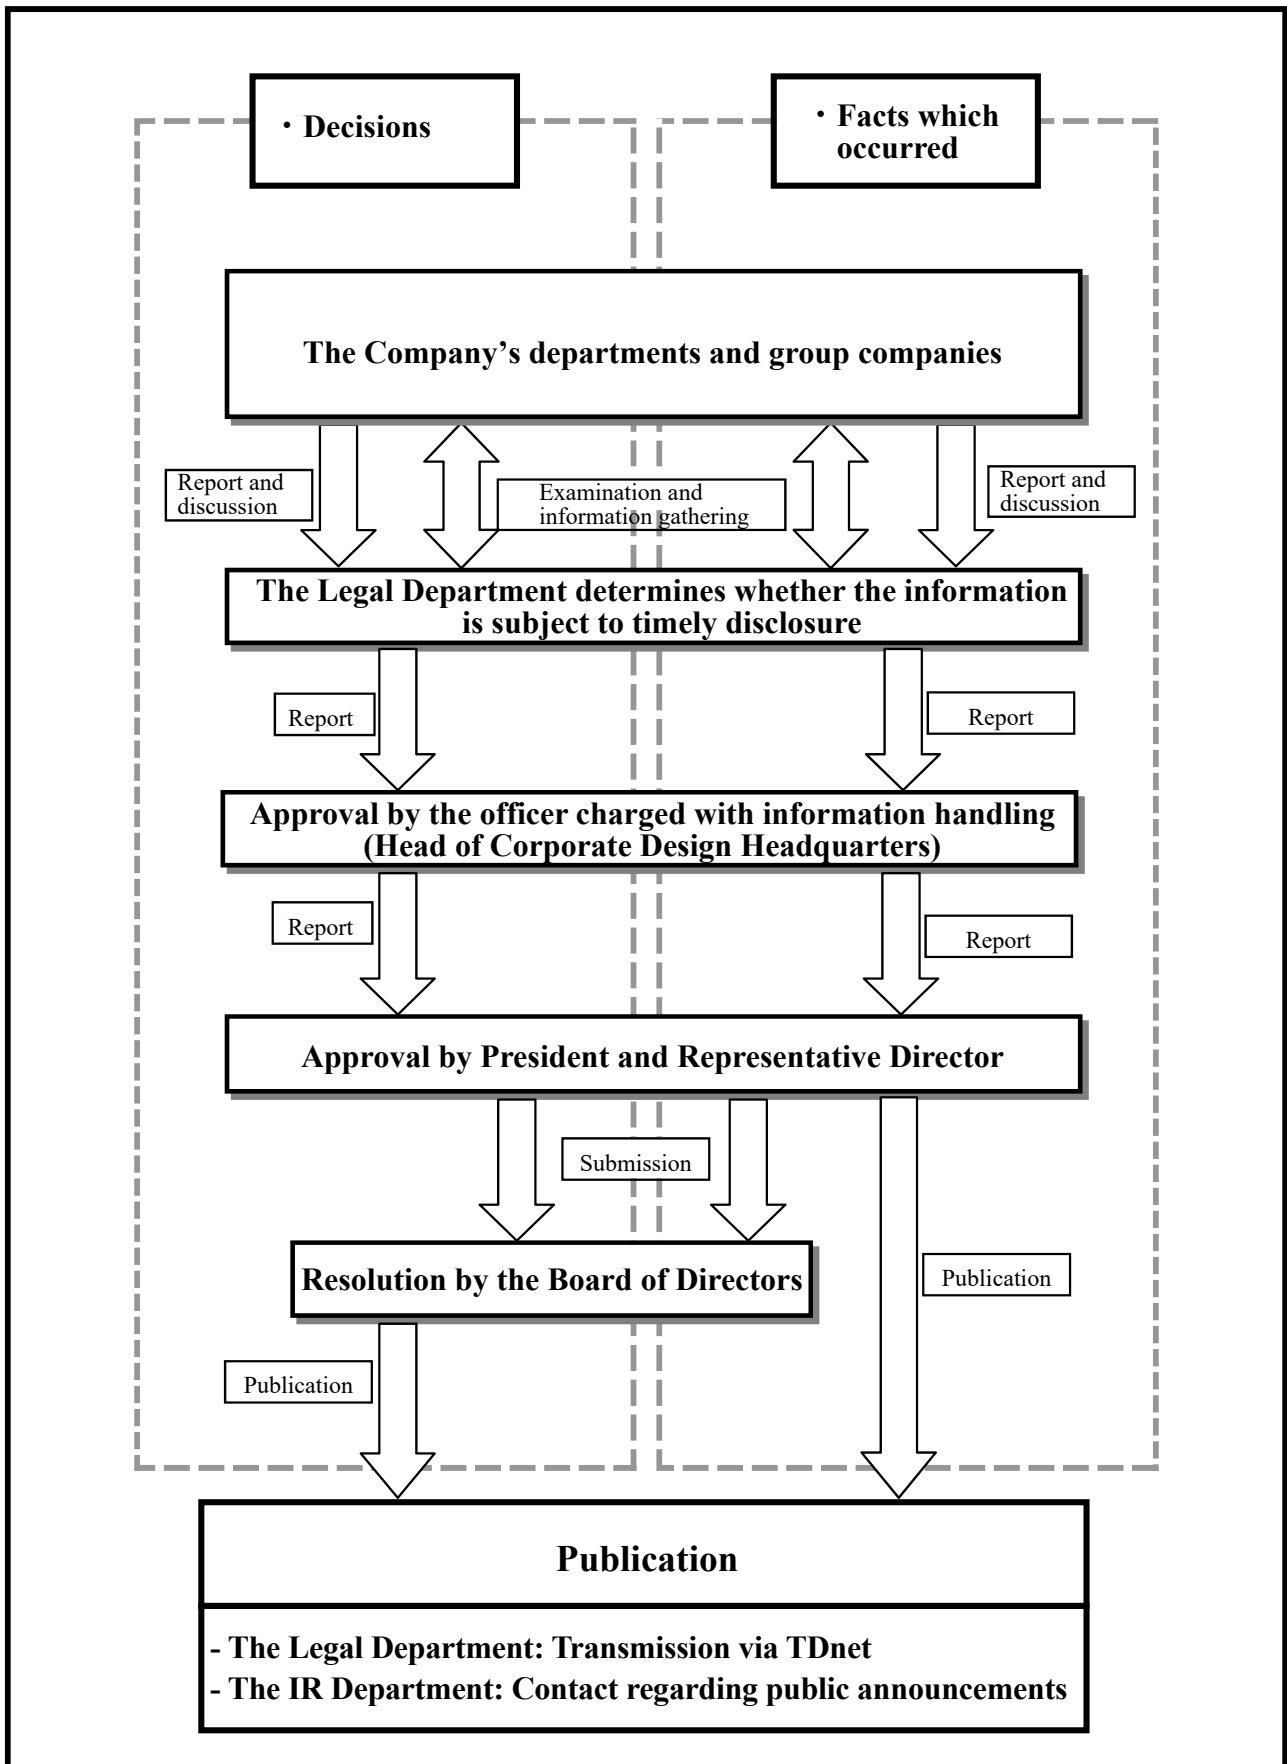 ・Decisions
・Facts which
occurred
The Company’s departments and group companies
Report and
discussion
Examination and
information gathering
Report and
discussion
The Legal Department determines whether the information
is subject to timely disclosure
Report
Report
Approval by the officer charged with information handling
(Head of Corporate Design Headquarters)
Report
Report
Approval by President and Representative Director
Submission
Resolution by the Board of Directors
Publication
Publication
Publication
- The Legal Department: Transmission via TDnet
- The IR Department: Contact regarding public announcements